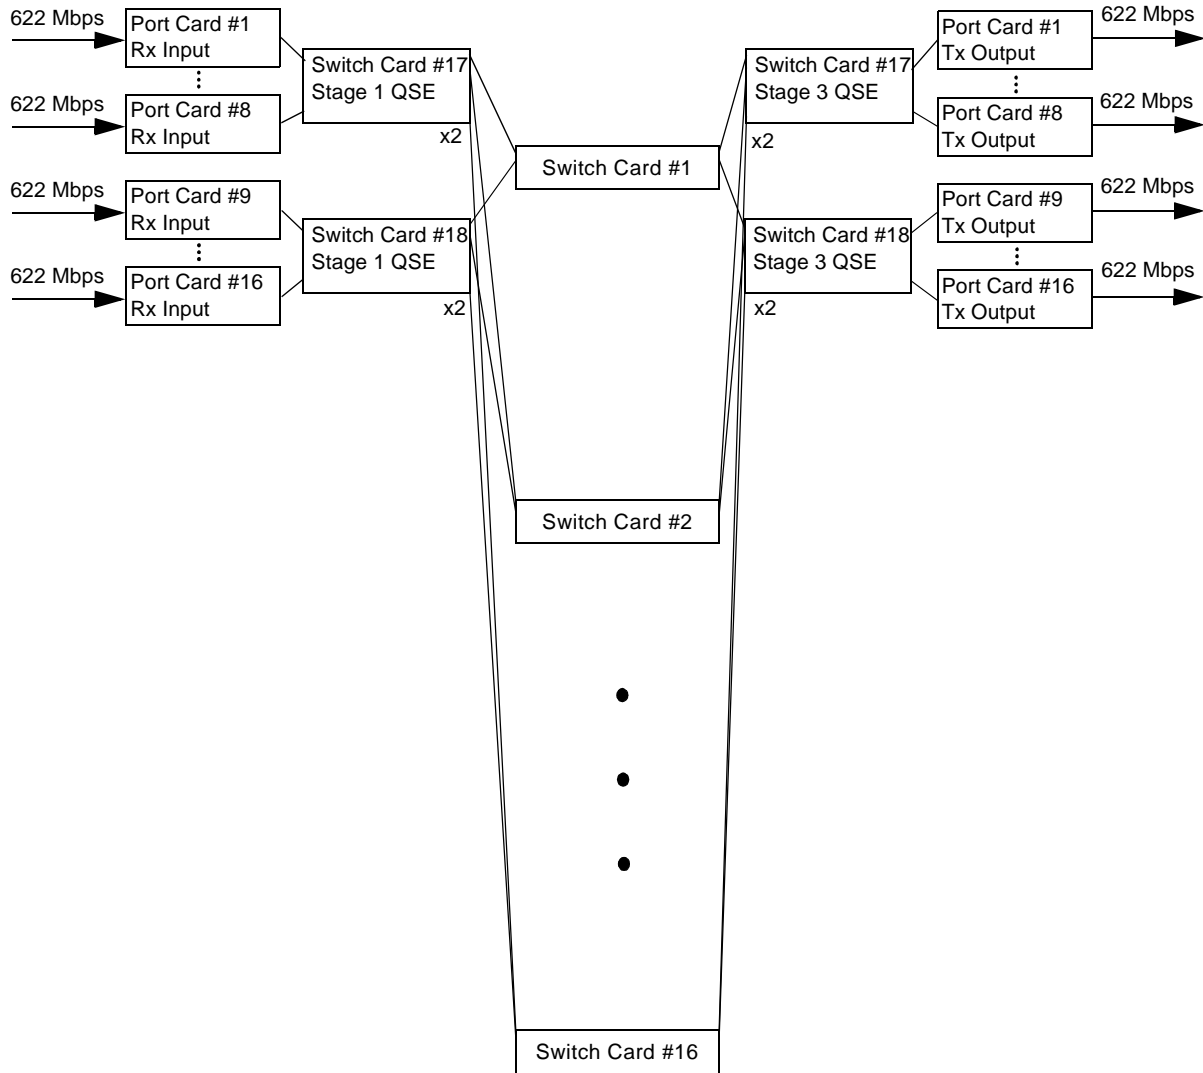 622 Mbps
Port Card #1
Rx Input
622 Mbps
Port Card #8
Rx Input
Switch Card #17
Stage 1 QSE
x2
622 Mbps
Port Card #9
Rx Input
622 Mbps
Port Card #16
Rx Input
Switch Card #18
Stage 1 QSE
x2
Switch Card #1
Switch Card #2
Switch Card #16
Switch Card #17
Stage 3 QSE
x2
Port Card #1
Tx Output
622 Mbps
Port Card #8
Tx Output
622 Mbps
Switch Card #18
Stage 3 QSE
x2
Port Card #9
Tx Output
622 Mbps
Port Card #16
Tx Output
622 Mbps